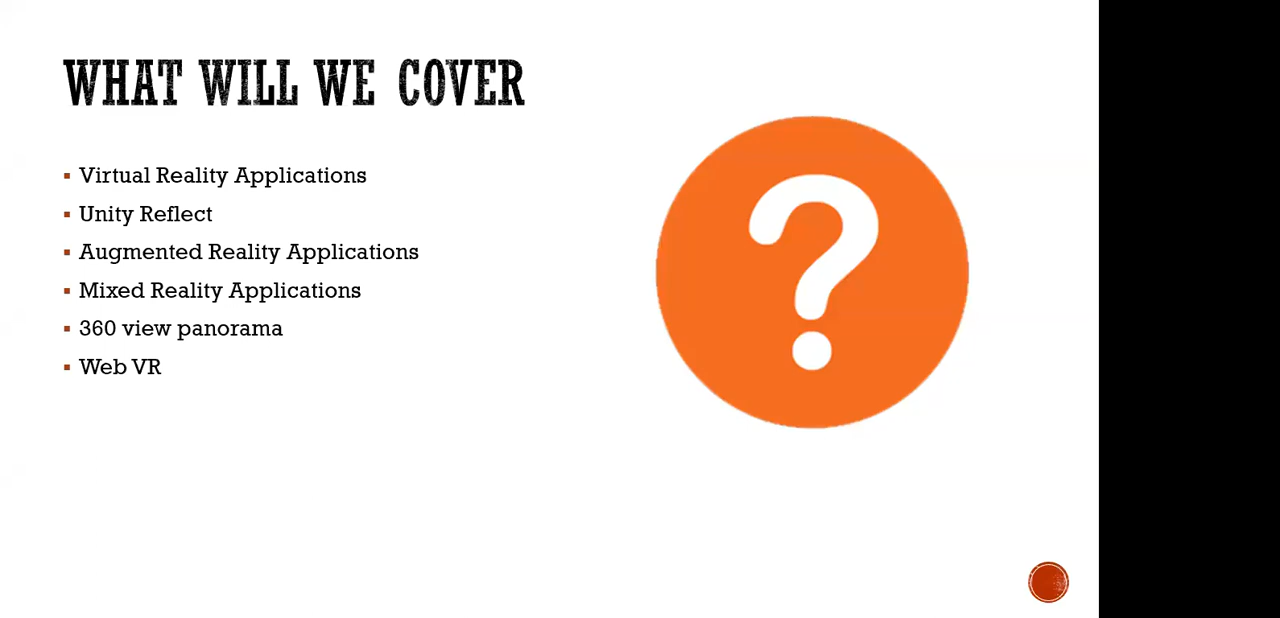 WHAT WILL WE COVER
Virtual Reality Applications
Unity Reflect
Augmented Reality Applications
Mixed Reality Applications
360 view panorama
Web VR
?